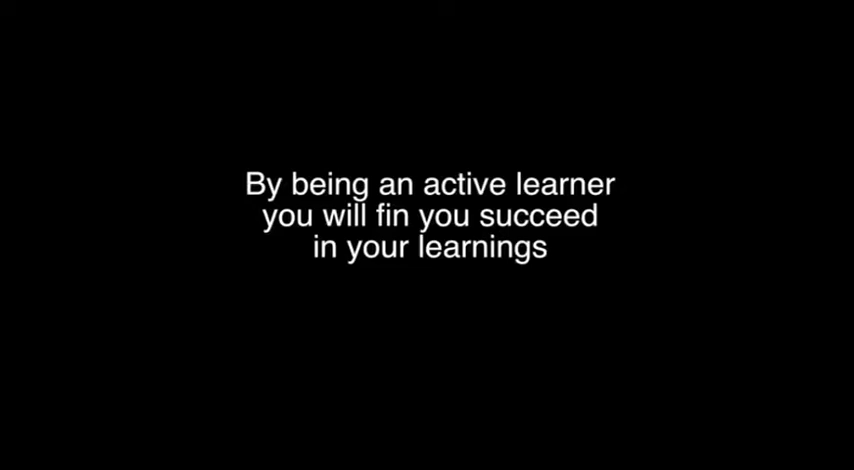 By being an active learner
you will fin you succeed
in your learnings